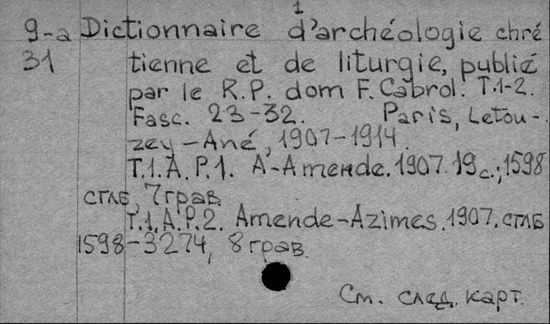 1
9-а Dictionnaire d'archéologie chré
31 tienne et de liturgie, publié
par le R.P. dom F. Cabrol. T.1-2.
Fasc. 23-32. Paris, Letou-
zey-Ané, 1907-1914.
T.1. A. P.1. A-Amende. 1907. 19 с.; 1598
стлб, 7 грав.
T.1. A. P.2. Amende-Azimes. 1907. стлб
1598-3274, 8 грав.
См. след. карт.